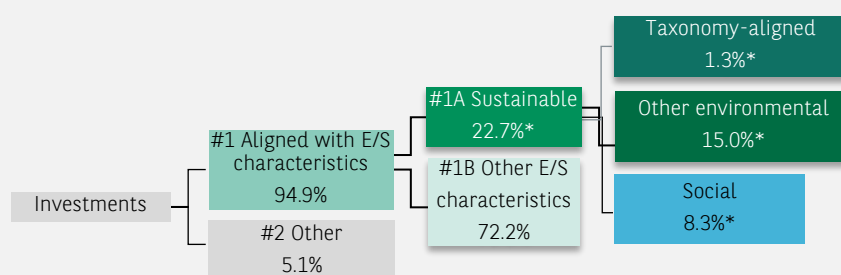 Investments
#1 Aligned with E/S
characteristics
94.9%
#2 Other
5.1%
#1A Sustainable
22.7%*
#1B Other E/S
characteristics
72.2%
Taxonomy-aligned
1.3%*
Other environmental
15.0%*
Social
8.3%*